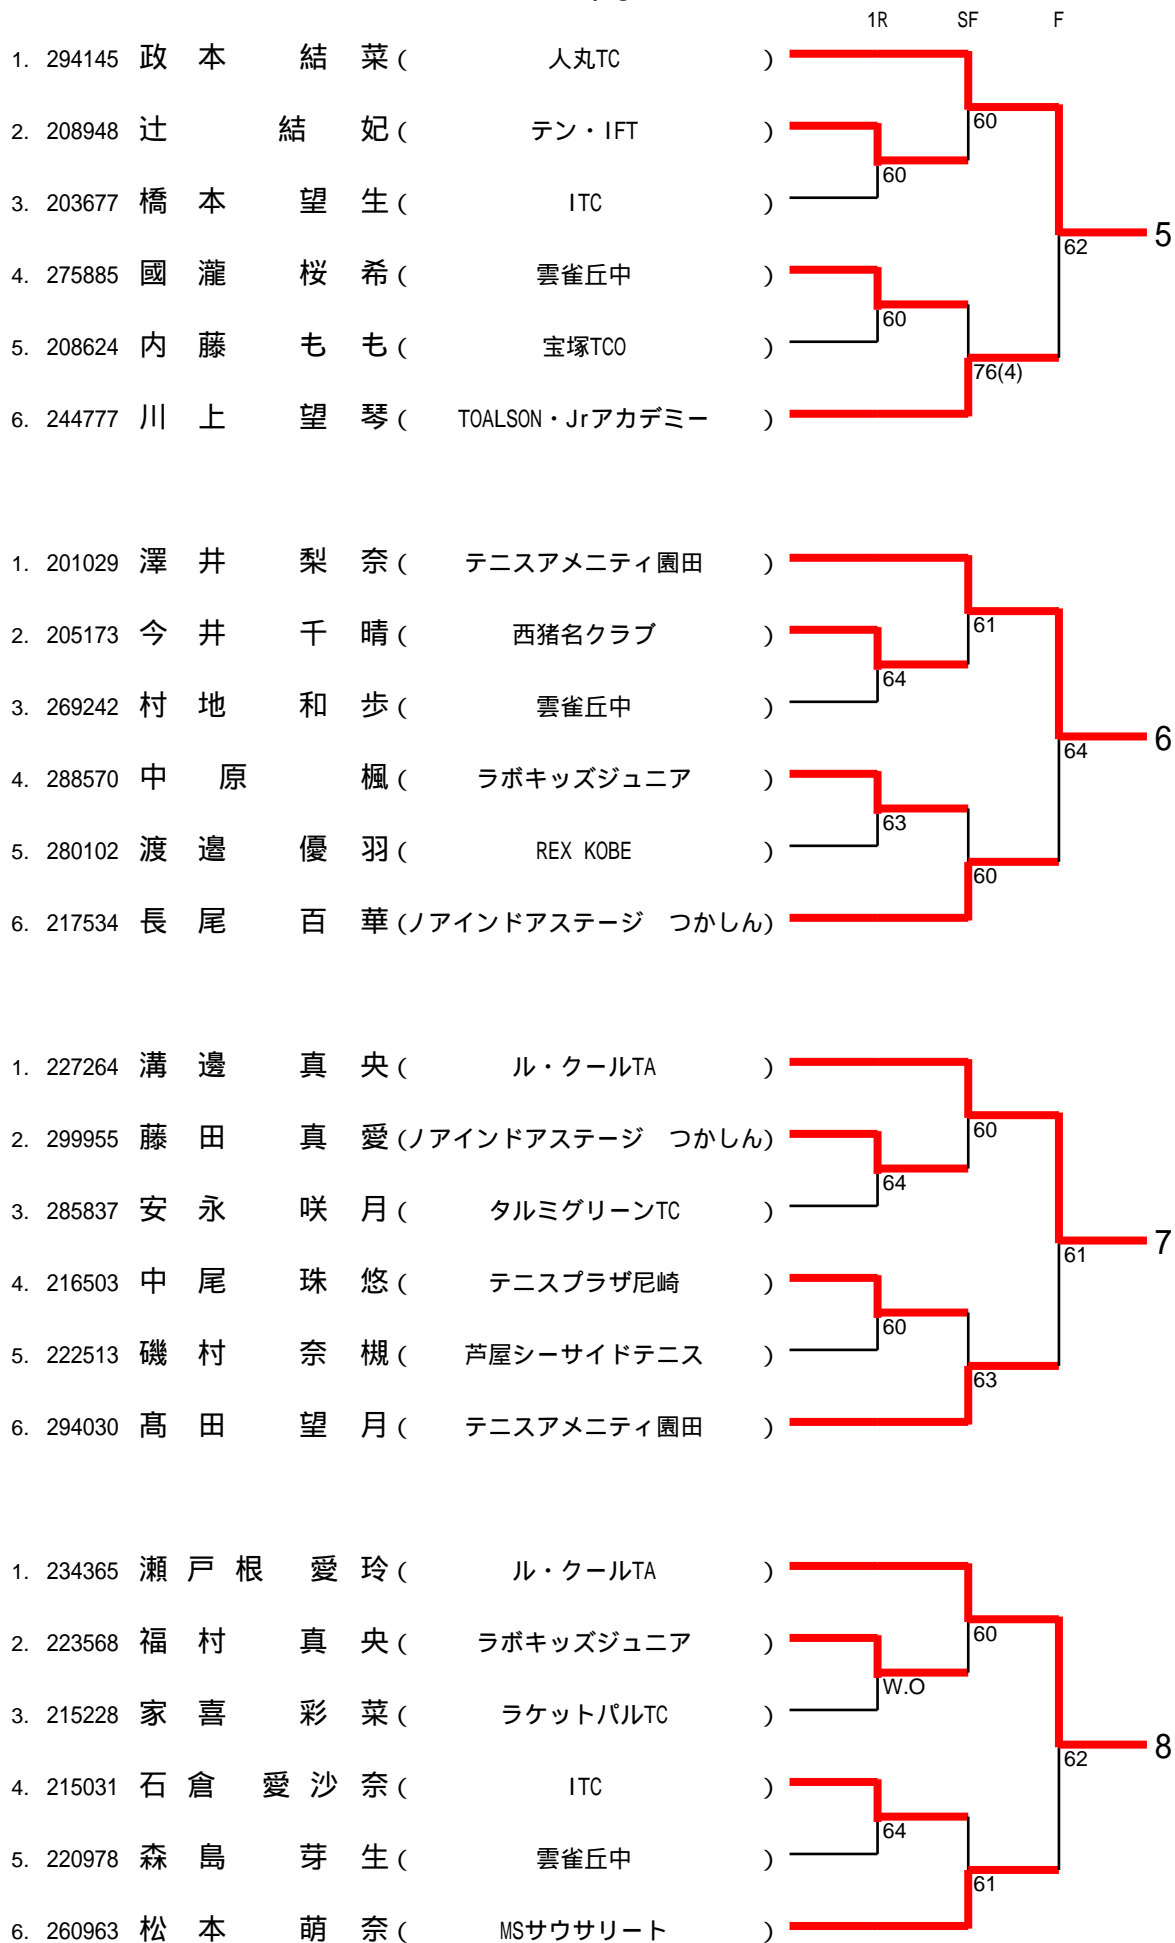 1R SF F
1. 294145 政本 結菜 ( 人丸TC )
60
2. 208948 辻 結妃 ( テン・IFT )
60
3. 203677 橋本 望生 ( ITC )
62 5
4. 275885 國瀧 桜希 ( 雲雀丘中 )
60
5. 208624 内藤 もも ( 宝塚TCO )
76(4)
6. 244777 川上 望琴 ( TOALSON・Jrアカデミー )
1. 201029 澤井 梨奈 ( テニスアメニティ園田 )
61
2. 205173 今井 千晴 ( 西猪名クラブ )
64
3. 269242 村地 和歩 ( 雲雀丘中 )
64 6
4. 288570 中原 楓 ( ラボキッズジュニア )
63
5. 280102 渡邉 優羽 ( REX KOBE )
60
6. 217534 長尾 百華 (ノアインドアステージ つかしん)
1. 227264 溝邊 真央 ( ル・クールTA )
60
2. 299955 藤田 真愛 (ノアインドアステージ つかしん)
64
3. 285837 安永 咲月 ( タルミグリーンTC )
61 7
4. 216503 中尾 珠悠 ( テニスプラザ尼崎 )
60
5. 222513 磯村 奈槻 ( 芦屋シーサイドテニス )
63
6. 294030 髙田 望月 ( テニスアメニティ園田 )
1. 234365 瀬戸根 愛玲 ( ル・クールTA )
60
2. 223568 福村 真央 ( ラボキッズジュニア )
W.O
3. 215228 家喜 彩菜 ( ラケットパルTC )
62 8
4. 215031 石倉 愛沙奈 ( ITC )
64
5. 220978 森島 芽生 ( 雲雀丘中 )
61
6. 260963 松本 萌奈 ( MSサウサリート )